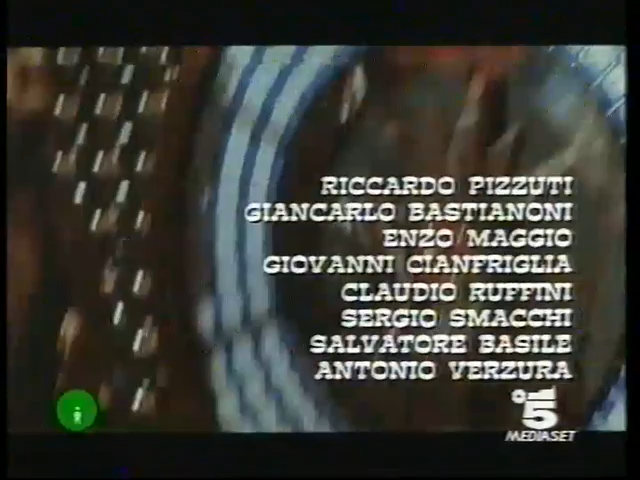 RICCARDO PIZZUTI
GIANCARLO BASTIANONI
ENZO MAGGIO
GIOVANNI CIANFRIGLIA
CLAUDIO RUFFINI
SERGIO SMACCHI
SALVATORE BASILE
ANTONIO VERZURA
5
MEDIASET